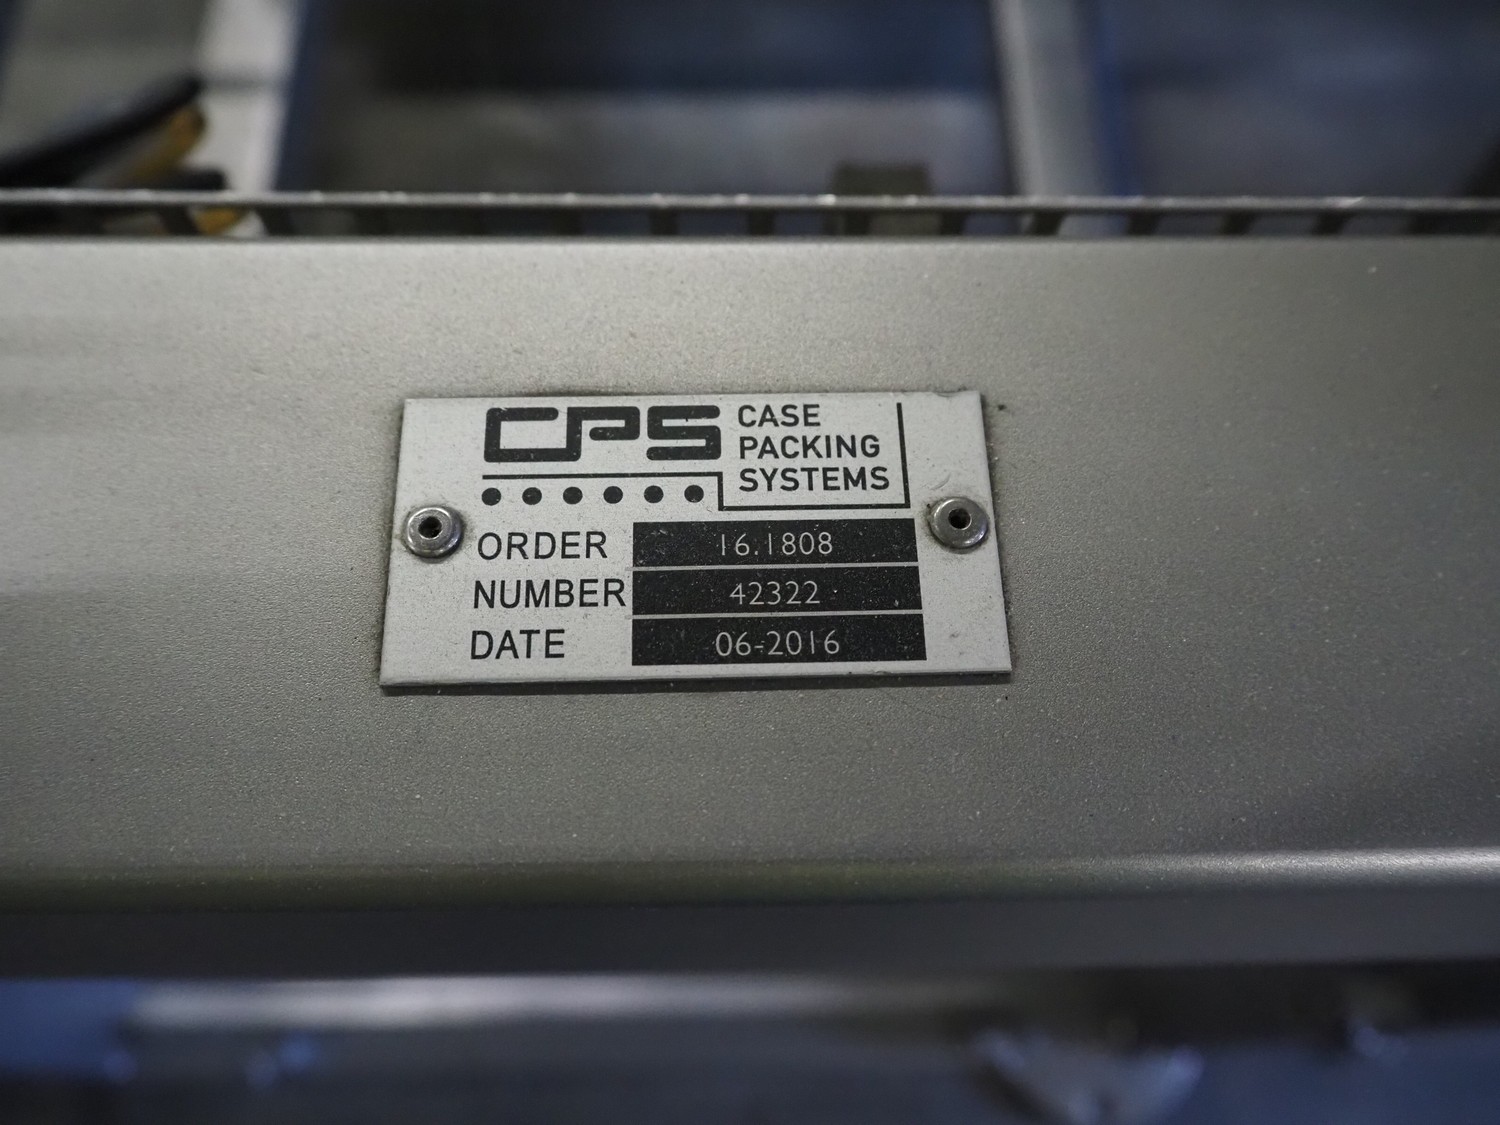 CPS
CASE
PACKING
SYSTEMS
ORDER 16.1808
NUMBER 42322
DATE 06-2016